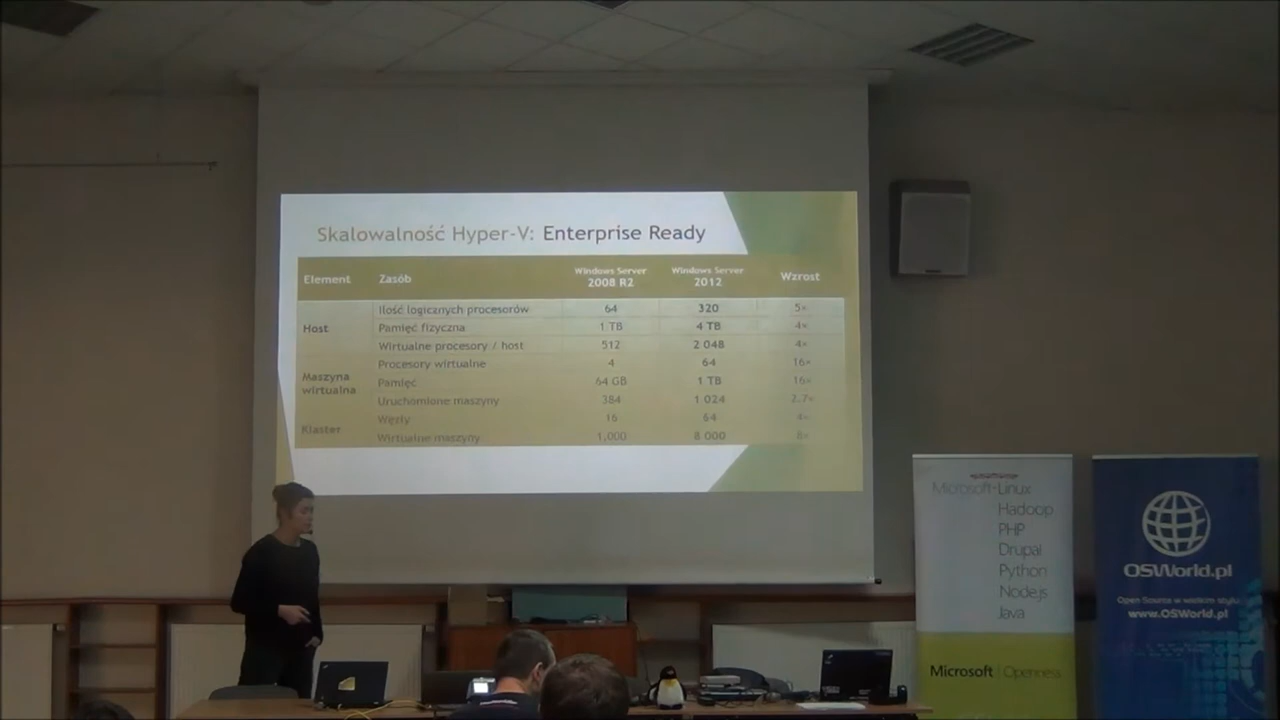 Skalowalność Hyper-V: Enterprise Ready
Element Zasób Windows Server 2008 R2 Windows Server 2012 Wzrost
Host
Ilość logicznych procesorów 64 320 5×
Pamięć fizyczna 1 TB 4 TB 4×
Wirtualne procesory / host 512 2 048 4×
Maszyna wirtualna
Procesory wirtualne 4 64 16×
Pamięć 64 GB 1 TB 16×
Uruchomione maszyny 384 1 024 2.7×
Klaster
Węzły 16 64 4×
Wirtualne maszyny 1,000 8 000 8×
Microsoft Linux
Hadoop
PHP
Drupal
Python
Nodejs
Java
Microsoft | Openness
OSWorld.pl
Open Source w wielkim stylu
www.OSWorld.pl